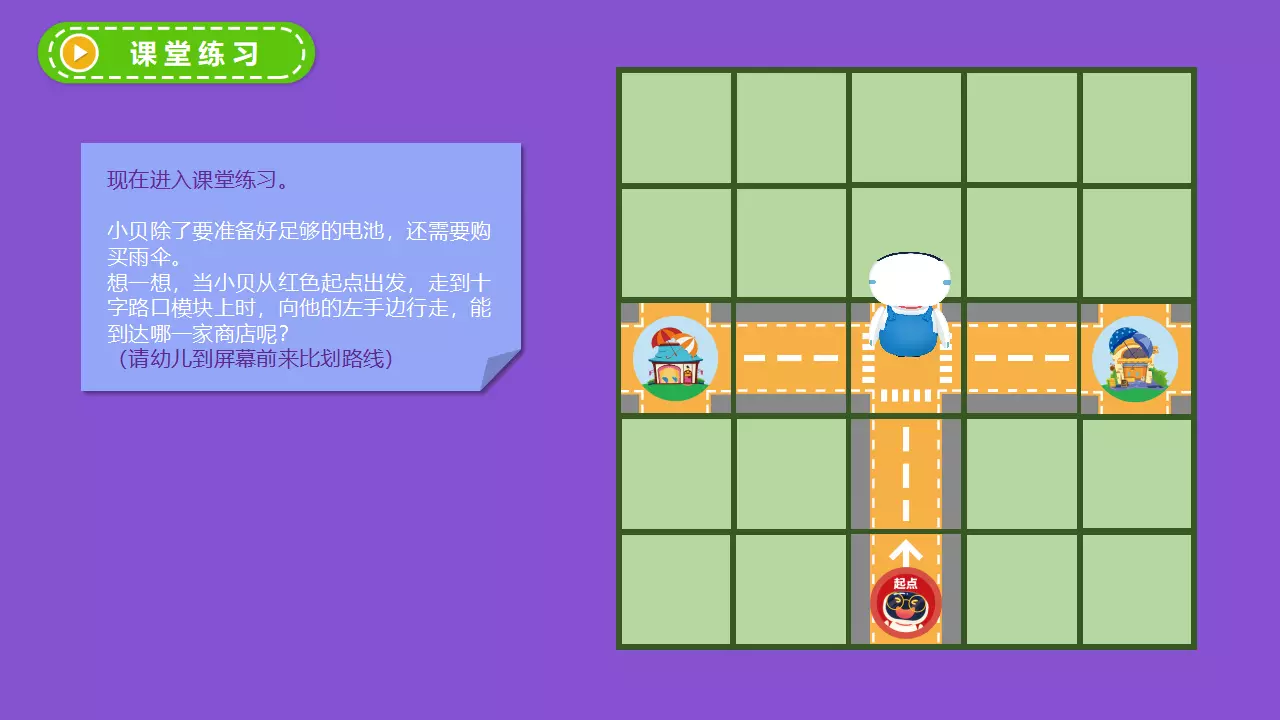 课堂练习
现在进入课堂练习。
小贝除了要准备好足够的电池，还需要购
买雨伞。
想一想，当小贝从红色起点出发，走到十
字路口模块上时，向他的左手边行走，能
到达哪一家商店呢？
（请幼儿到屏幕前来比划路线）
起点